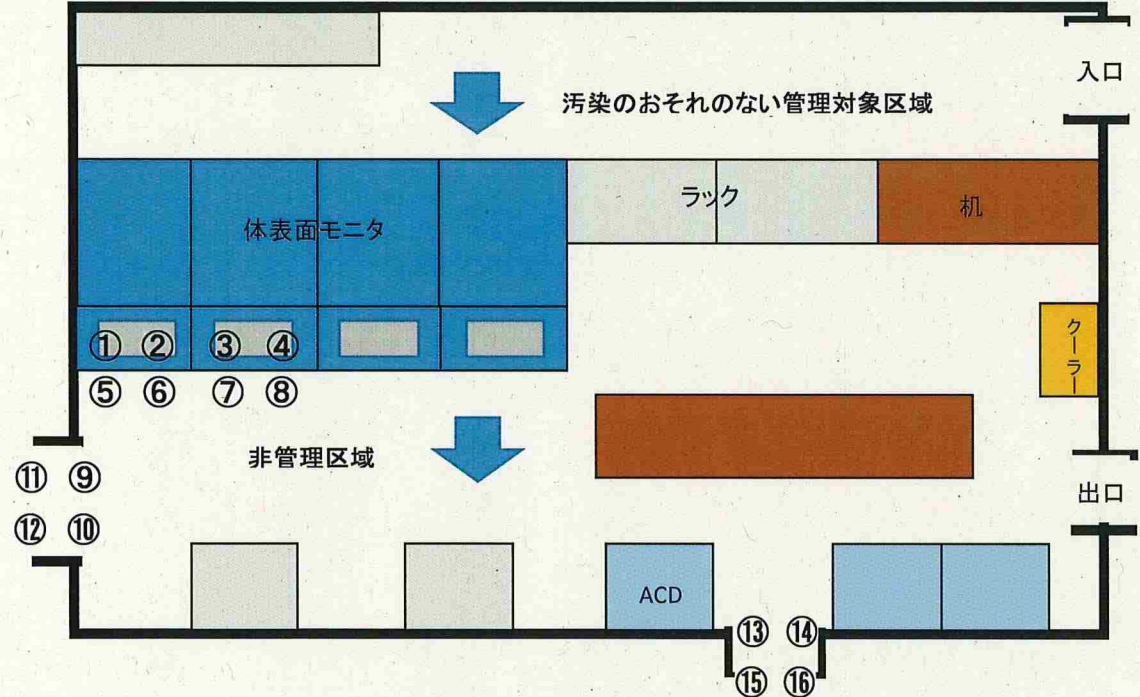 入口
汚染のおそれのない管理対象区域
ラック
机
体表面モニタ
クーラー
① ② ③ ④
⑤ ⑥ ⑦ ⑧
非管理区域
⑪ ⑨
出口
⑫ ⑩
ACD
⑬ ⑭
⑮ ⑯